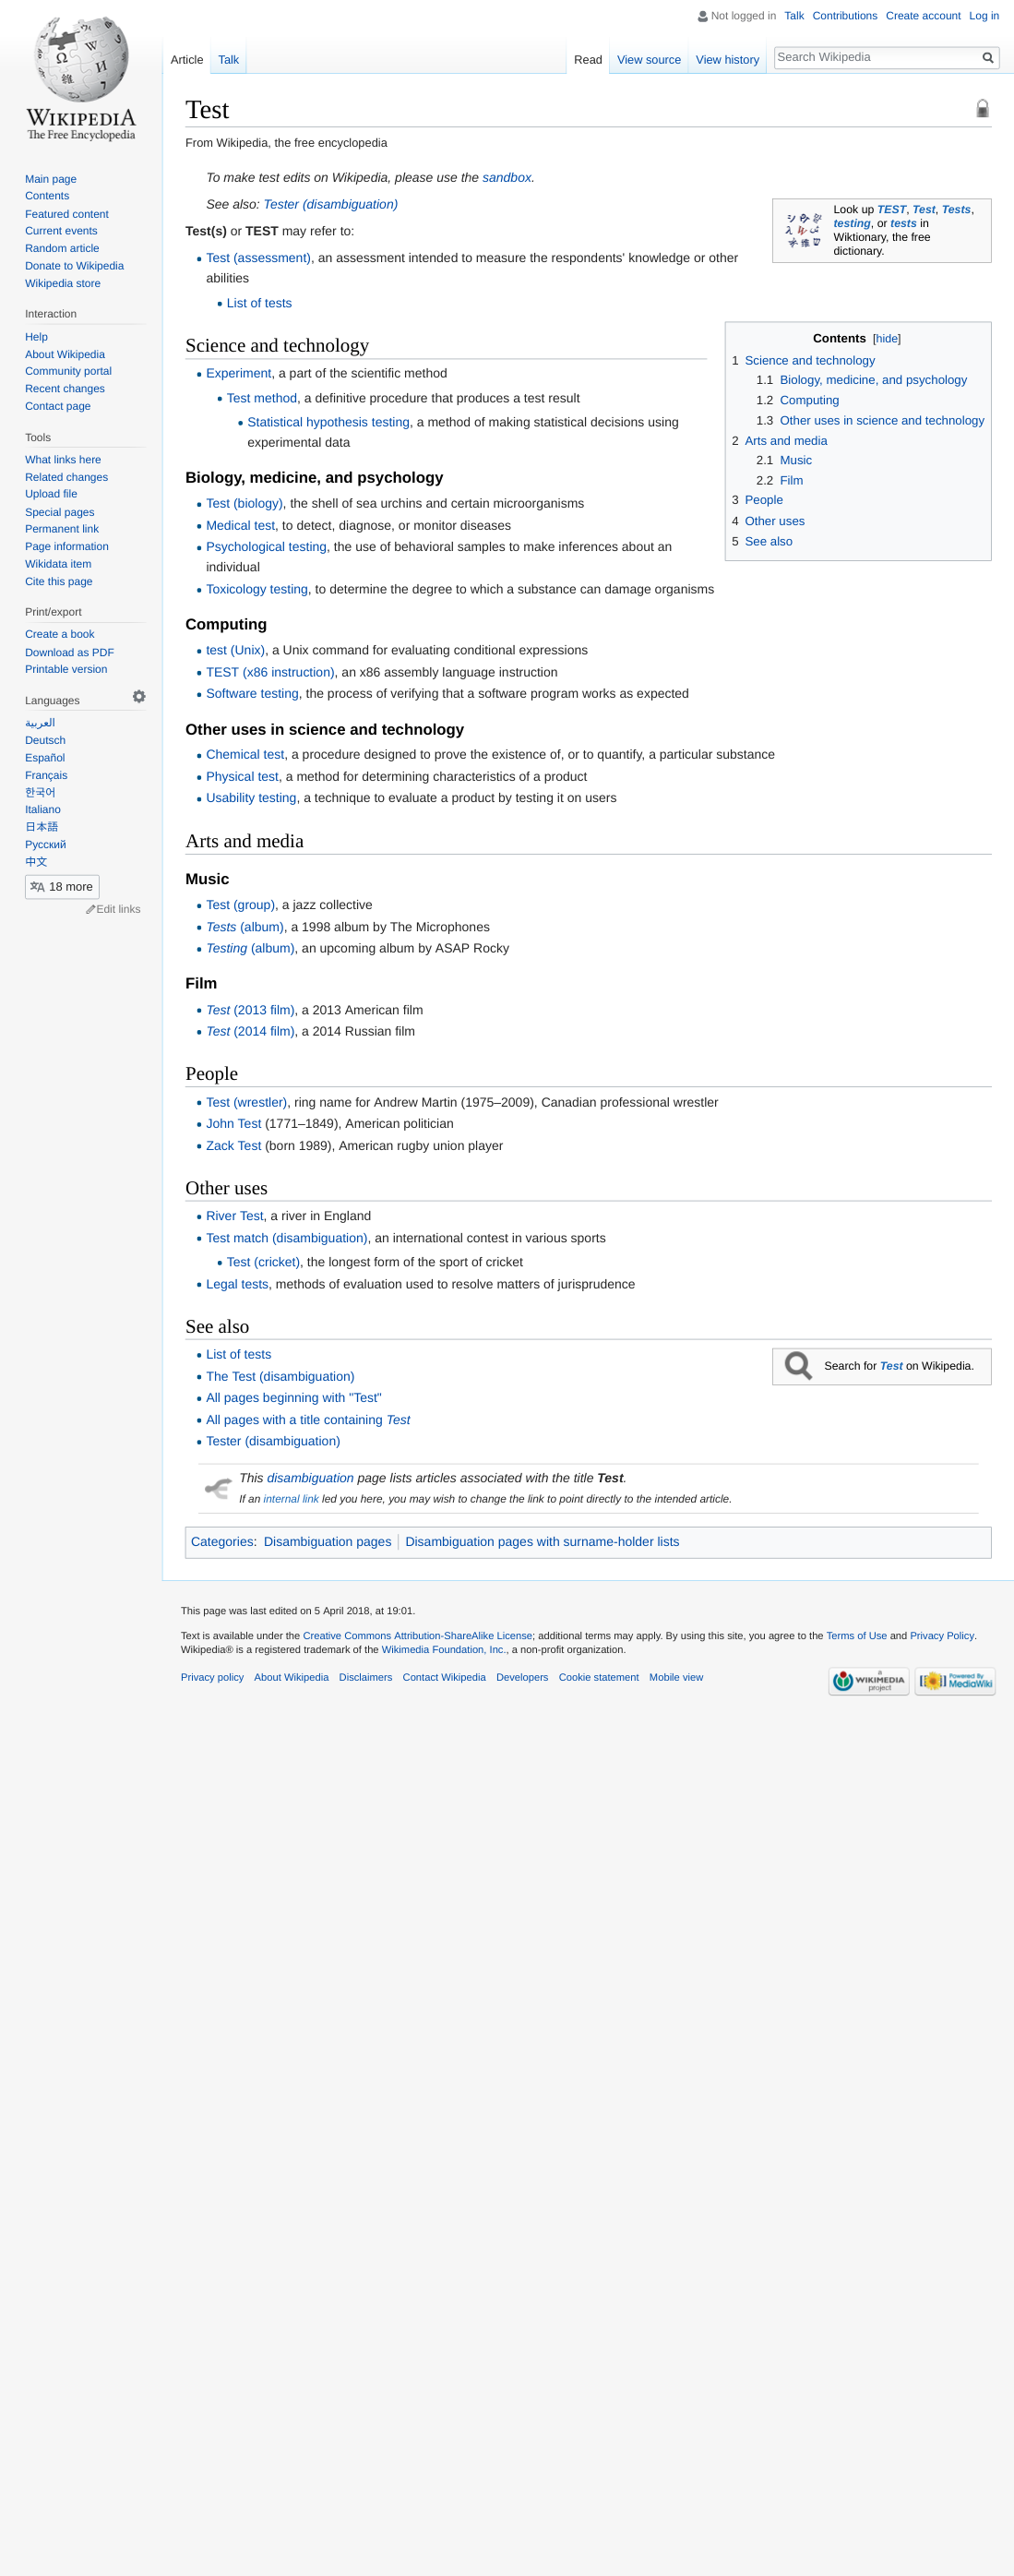 Not logged in Talk Contributions Create account Log in
Article Talk Read View source View history Search Wikipedia
WIKIPEDIA
The Free Encyclopedia
Main page
Contents
Featured content
Current events
Random article
Donate to Wikipedia
Wikipedia store
Interaction
Help
About Wikipedia
Community portal
Recent changes
Contact page
Tools
What links here
Related changes
Upload file
Special pages
Permanent link
Page information
Wikidata item
Cite this page
Print/export
Create a book
Download as PDF
Printable version
Languages
العربية
Deutsch
Español
Français
한국어
Italiano
日本語
Русский
中文
18 more
Edit links
Test
From Wikipedia, the free encyclopedia
To make test edits on Wikipedia, please use the sandbox.
See also: Tester (disambiguation)
Look up TEST, Test, Tests,
testing, or tests in
Wiktionary, the free
dictionary.
Test(s) or TEST may refer to:
Test (assessment), an assessment intended to measure the respondents' knowledge or other
abilities
List of tests
Contents [hide]
1 Science and technology
1.1 Biology, medicine, and psychology
1.2 Computing
1.3 Other uses in science and technology
2 Arts and media
2.1 Music
2.2 Film
3 People
4 Other uses
5 See also
Science and technology
Experiment, a part of the scientific method
Test method, a definitive procedure that produces a test result
Statistical hypothesis testing, a method of making statistical decisions using
experimental data
Biology, medicine, and psychology
Test (biology), the shell of sea urchins and certain microorganisms
Medical test, to detect, diagnose, or monitor diseases
Psychological testing, the use of behavioral samples to make inferences about an
individual
Toxicology testing, to determine the degree to which a substance can damage organisms
Computing
test (Unix), a Unix command for evaluating conditional expressions
TEST (x86 instruction), an x86 assembly language instruction
Software testing, the process of verifying that a software program works as expected
Other uses in science and technology
Chemical test, a procedure designed to prove the existence of, or to quantify, a particular substance
Physical test, a method for determining characteristics of a product
Usability testing, a technique to evaluate a product by testing it on users
Arts and media
Music
Test (group), a jazz collective
Tests (album), a 1998 album by The Microphones
Testing (album), an upcoming album by ASAP Rocky
Film
Test (2013 film), a 2013 American film
Test (2014 film), a 2014 Russian film
People
Test (wrestler), ring name for Andrew Martin (1975–2009), Canadian professional wrestler
John Test (1771–1849), American politician
Zack Test (born 1989), American rugby union player
Other uses
River Test, a river in England
Test match (disambiguation), an international contest in various sports
Test (cricket), the longest form of the sport of cricket
Legal tests, methods of evaluation used to resolve matters of jurisprudence
See also
List of tests
The Test (disambiguation)
All pages beginning with "Test"
All pages with a title containing Test
Tester (disambiguation)
Search for Test on Wikipedia.
This disambiguation page lists articles associated with the title Test.
If an internal link led you here, you may wish to change the link to point directly to the intended article.
Categories: Disambiguation pages Disambiguation pages with surname-holder lists
This page was last edited on 5 April 2018, at 19:01.
Text is available under the Creative Commons Attribution-ShareAlike License; additional terms may apply. By using this site, you agree to the Terms of Use and Privacy Policy.
Wikipedia® is a registered trademark of the Wikimedia Foundation, Inc., a non-profit organization.
Privacy policy About Wikipedia Disclaimers Contact Wikipedia Developers Cookie statement Mobile view
a
WIKIMEDIA
project
Powered By
MediaWiki